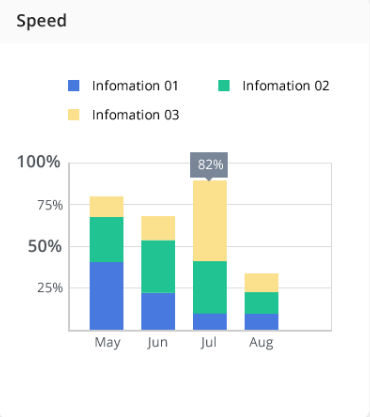 Speed
Infomation 01
Infomation 02
Infomation 03
82%
100%
75%
50%
25%
May Jun Jul Aug